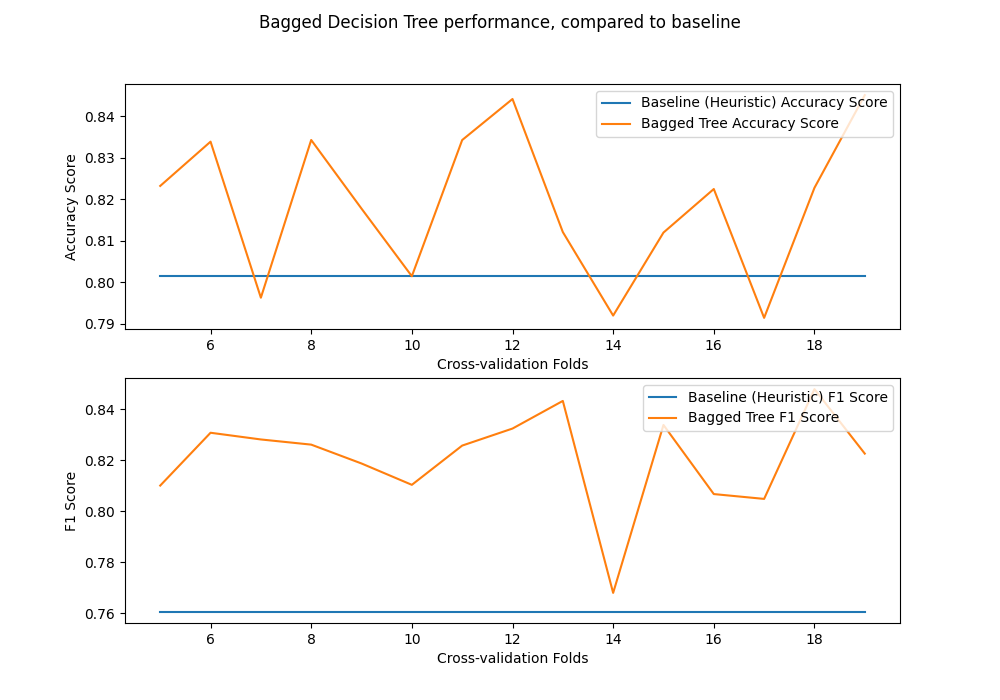 Bagged Decision Tree performance, compared to baseline
Baseline (Heuristic) Accuracy Score
Bagged Tree Accuracy Score
Accuracy Score
0.84
0.83
0.82
0.81
0.80
0.79
6 8 10 12 14 16 18
Cross-validation Folds
Baseline (Heuristic) F1 Score
Bagged Tree F1 Score
F1 Score
0.84
0.82
0.80
0.78
0.76
6 8 10 12 14 16 18
Cross-validation Folds